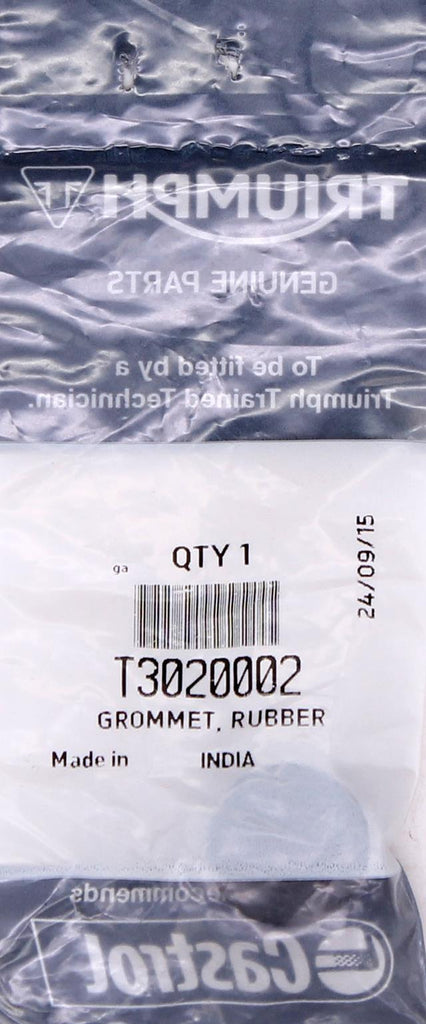 TRIUMPH
GENUINE PARTS
To be fitted by a
Triumph Trained Technician.
24/09/15
ga QTY 1
T3020002
GROMMET, RUBBER
Made in INDIA
recommends
Castrol